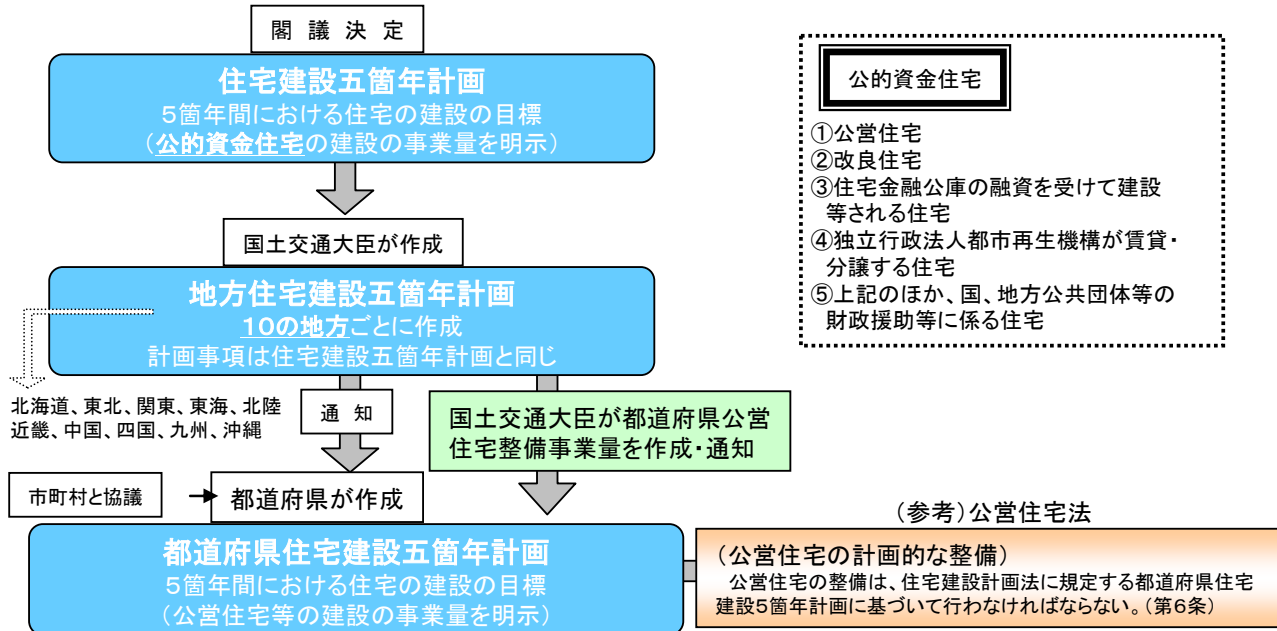 閣 議 決 定
住宅建設五箇年計画
5箇年間における住宅の建設の目標
(公的資金住宅の建設の事業量を明示)
国土交通大臣が作成
地方住宅建設五箇年計画
10の地方ごとに作成
計画事項は住宅建設五箇年計画と同じ
北海道、東北、関東、東海、北陸
近畿、中国、四国、九州、沖縄
通 知
国土交通大臣が都道府県公営
住宅整備事業量を作成・通知
市町村と協議
都道府県が作成
都道府県住宅建設五箇年計画
5箇年間における住宅の建設の目標
(公営住宅等の建設の事業量を明示)
公的資金住宅
①公営住宅
②改良住宅
③住宅金融公庫の融資を受けて建設
等される住宅
④独立行政法人都市再生機構が賃貸・
分譲する住宅
⑤上記のほか、国、地方公共団体等の
財政援助等に係る住宅
(参考)公営住宅法
(公営住宅の計画的な整備)
公営住宅の整備は、住宅建設計画法に規定する都道府県住宅
建設5箇年計画に基づいて行わなければならない。(第6条)